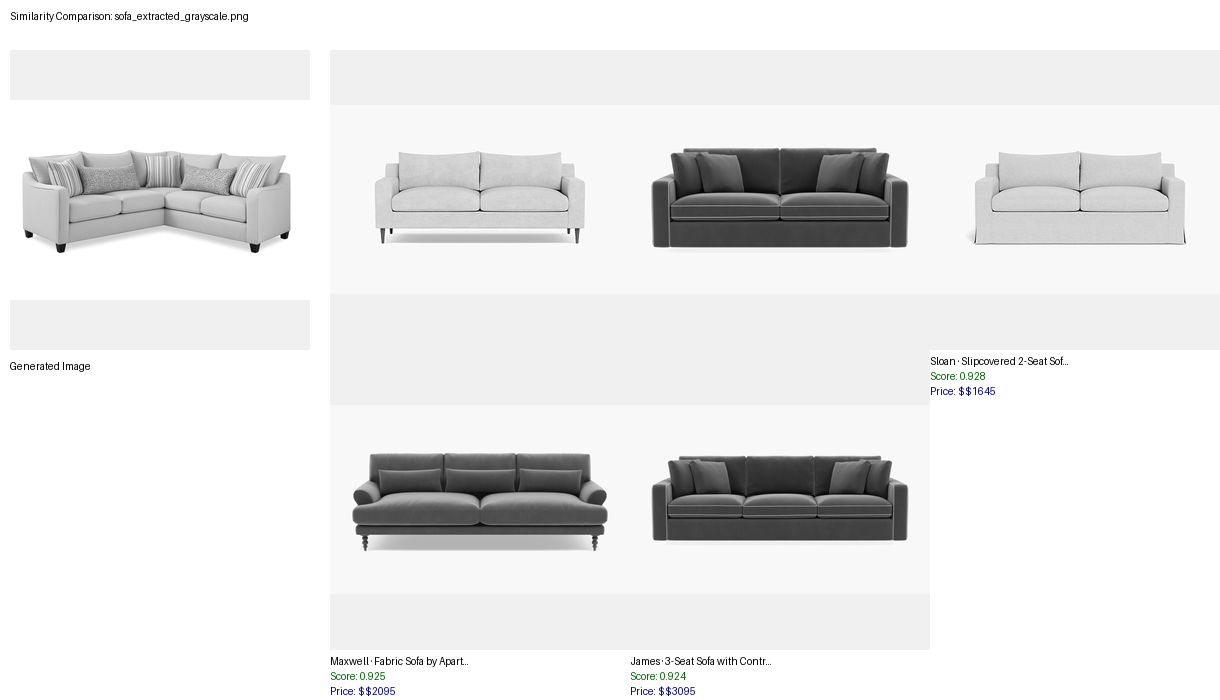 Similarity Comparison: sofa_extracted_grayscale.png
Generated Image
Sloan · Slipcovered 2-Seat Sof...
Score: 0.928
Price: $$1645
Maxwell · Fabric Sofa by Apart...
Score: 0.925
Price: $$2095
James · 3-Seat Sofa with Contr...
Score: 0.924
Price: $$3095